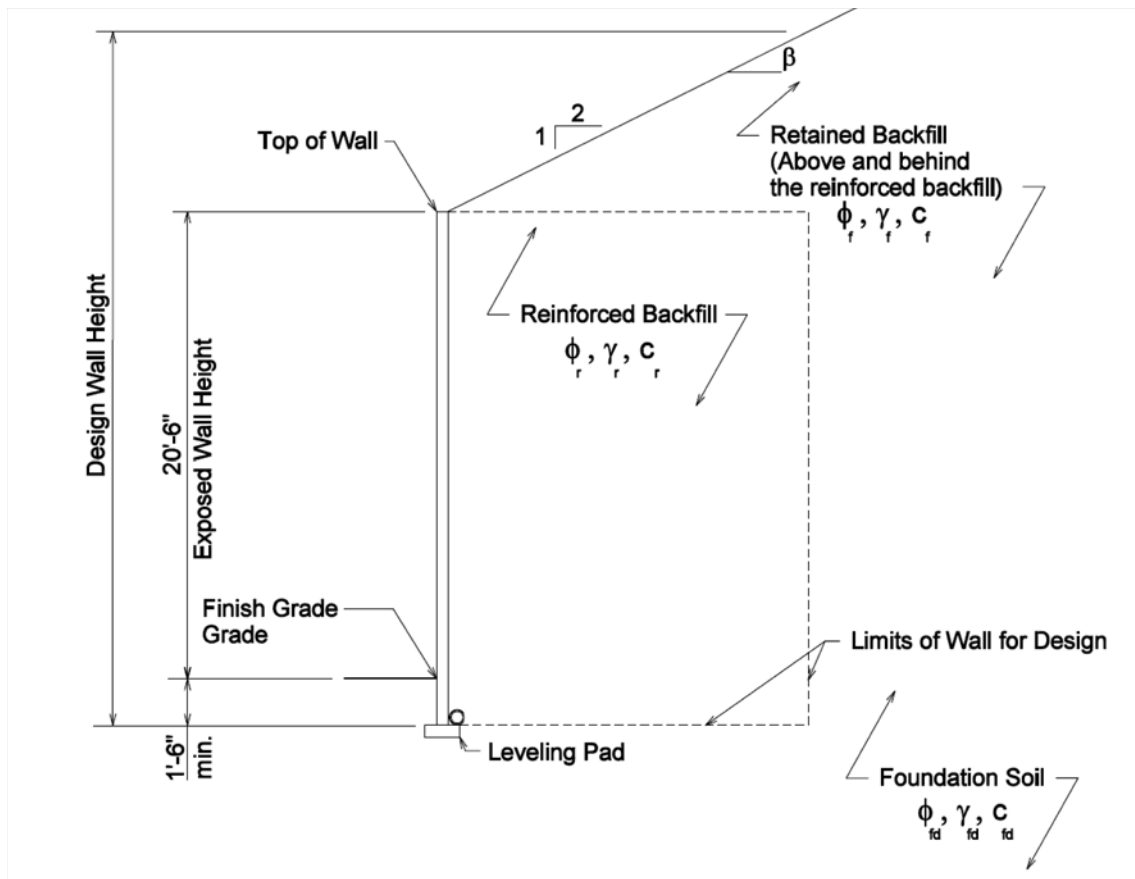 β
2
1
Top of Wall
Retained Backfill
(Above and behind
the reinforced backfill)
ϕf , γf , cf
Design Wall Height
20'-6"
Exposed Wall Height
Reinforced Backfill
ϕr , γr , cr
Finish Grade
Grade
Limits of Wall for Design
1'-6"
min.
Leveling Pad
Foundation Soil
ϕfd , γfd , cfd